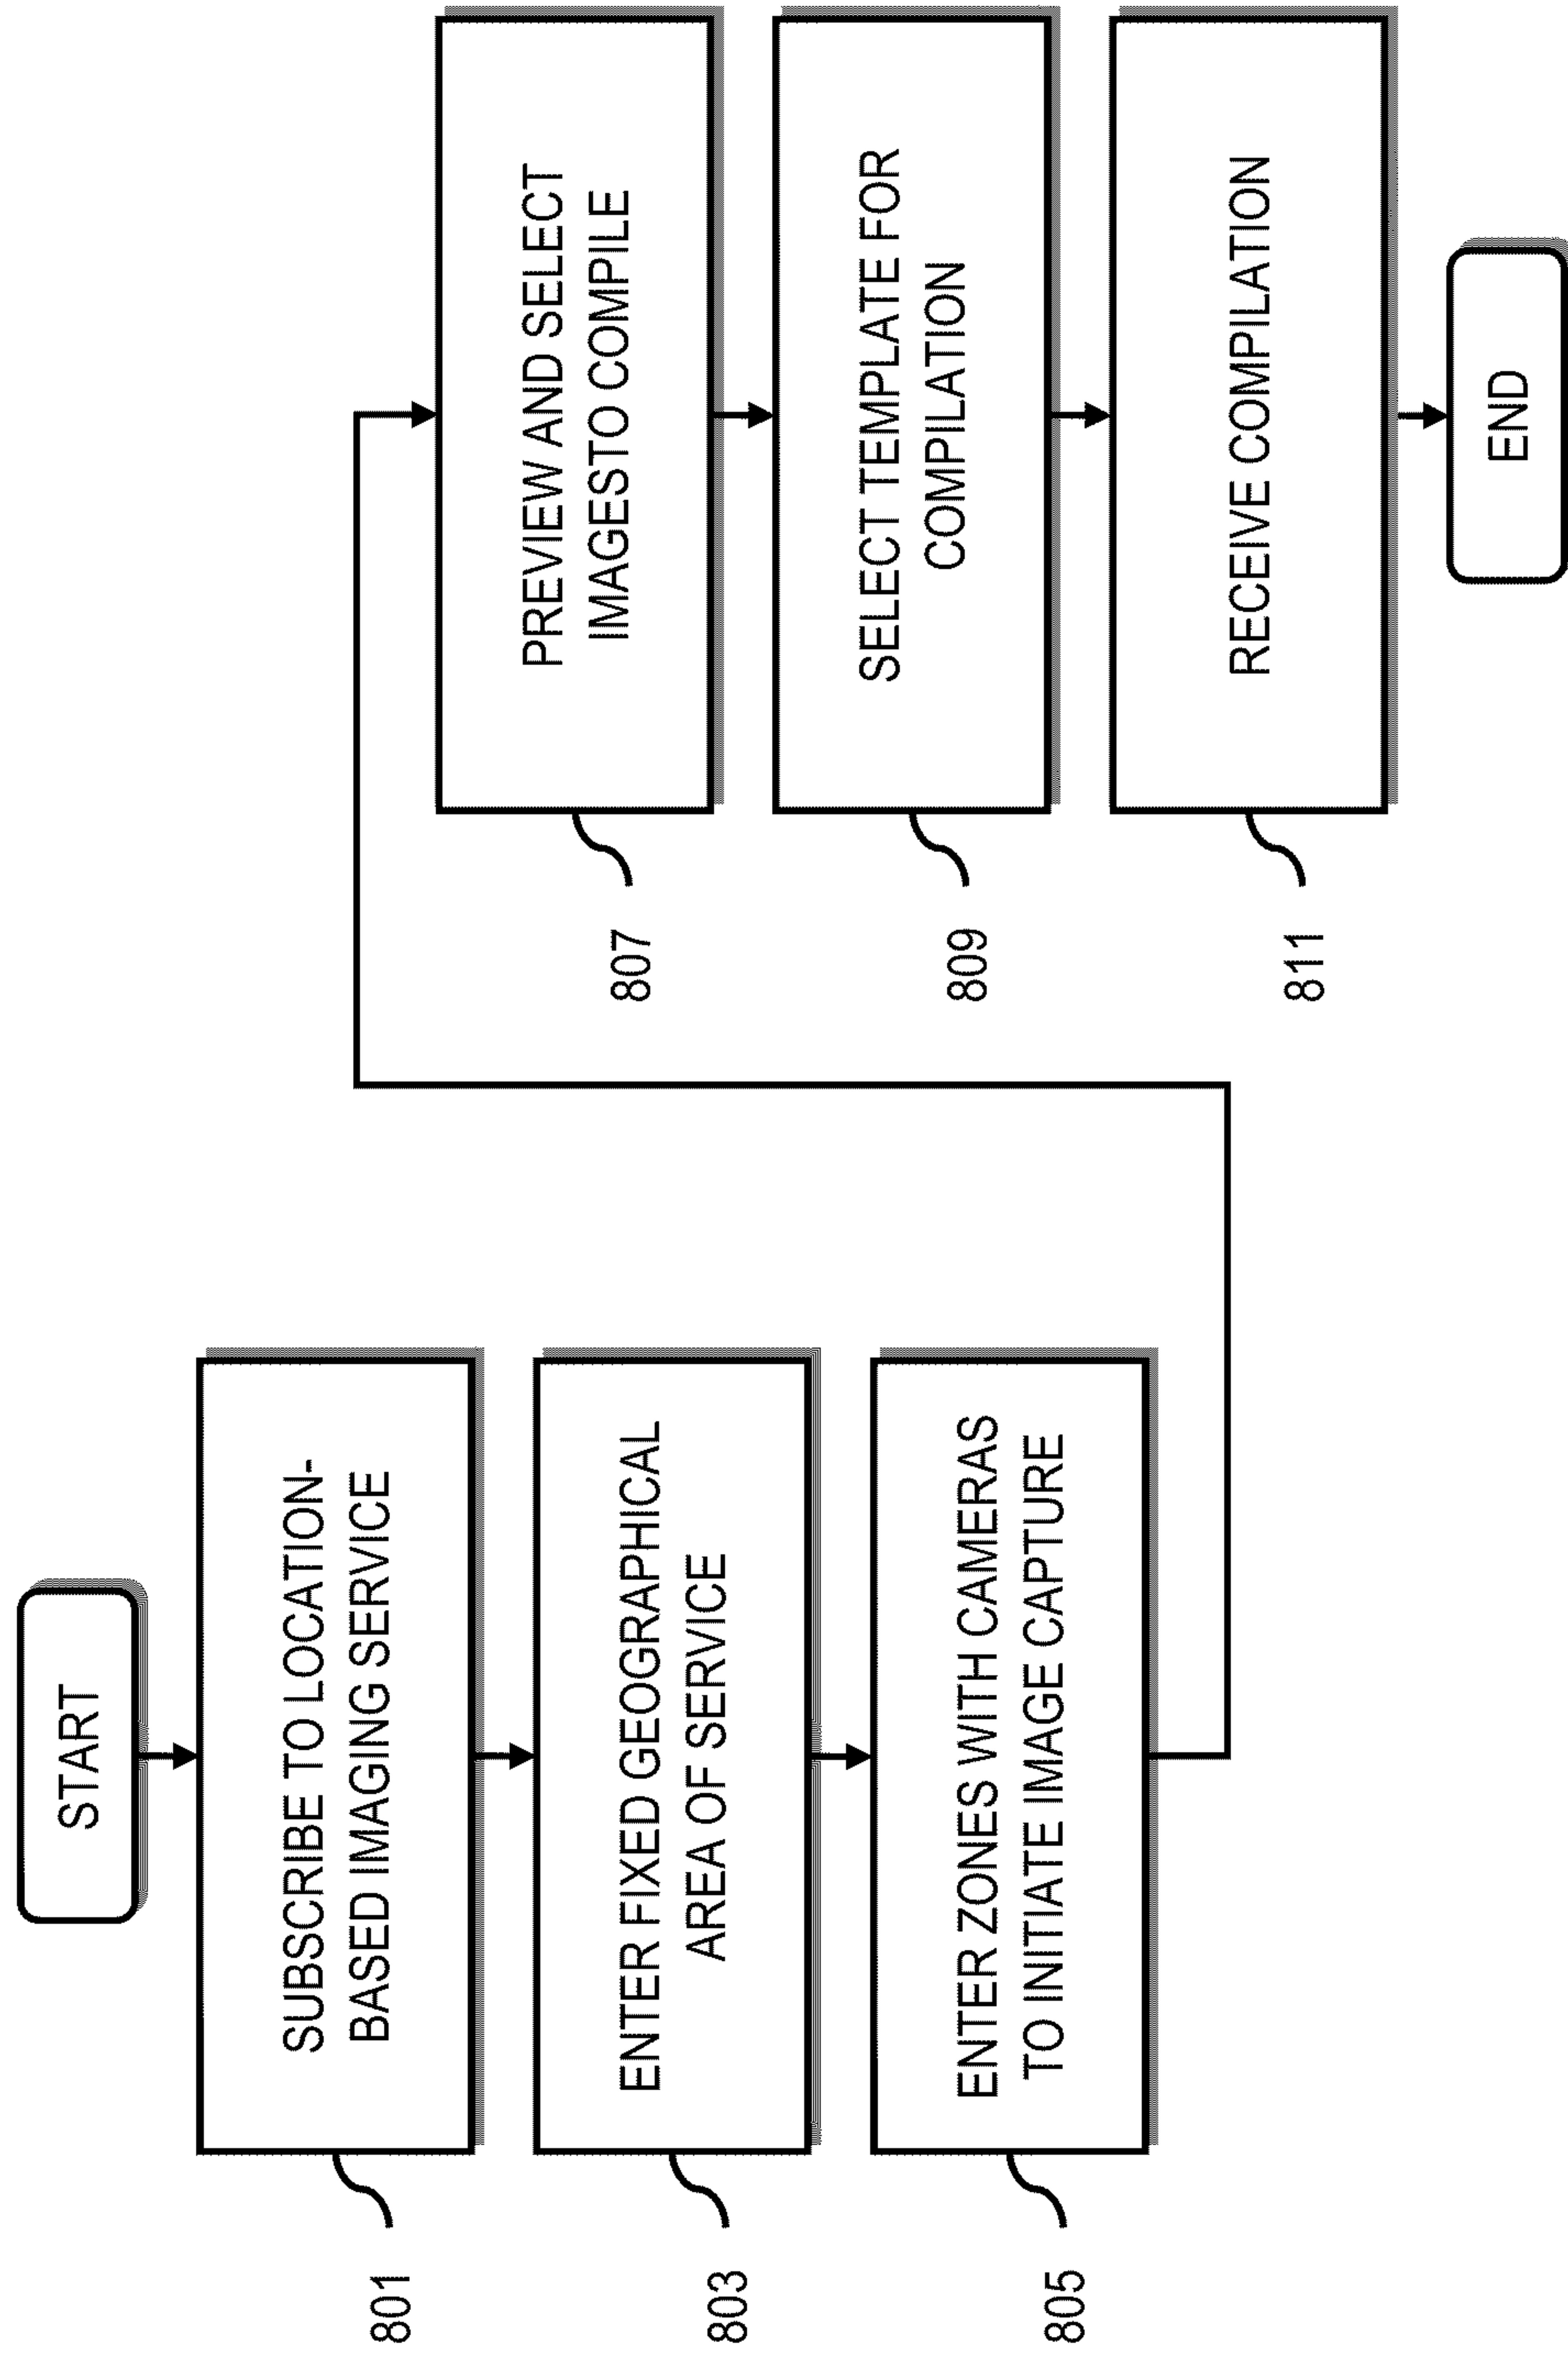 START
SUBSCRIBE TO LOCATION-
BASED IMAGING SERVICE
801
ENTER FIXED GEOGRAPHICAL
AREA OF SERVICE
803
ENTER ZONES WITH CAMERAS
TO INITIATE IMAGE CAPTURE
805
PREVIEW AND SELECT
IMAGESTO COMPILE
807
SELECT TEMPLATE FOR
COMPILATION
809
RECEIVE COMPILATION
811
END